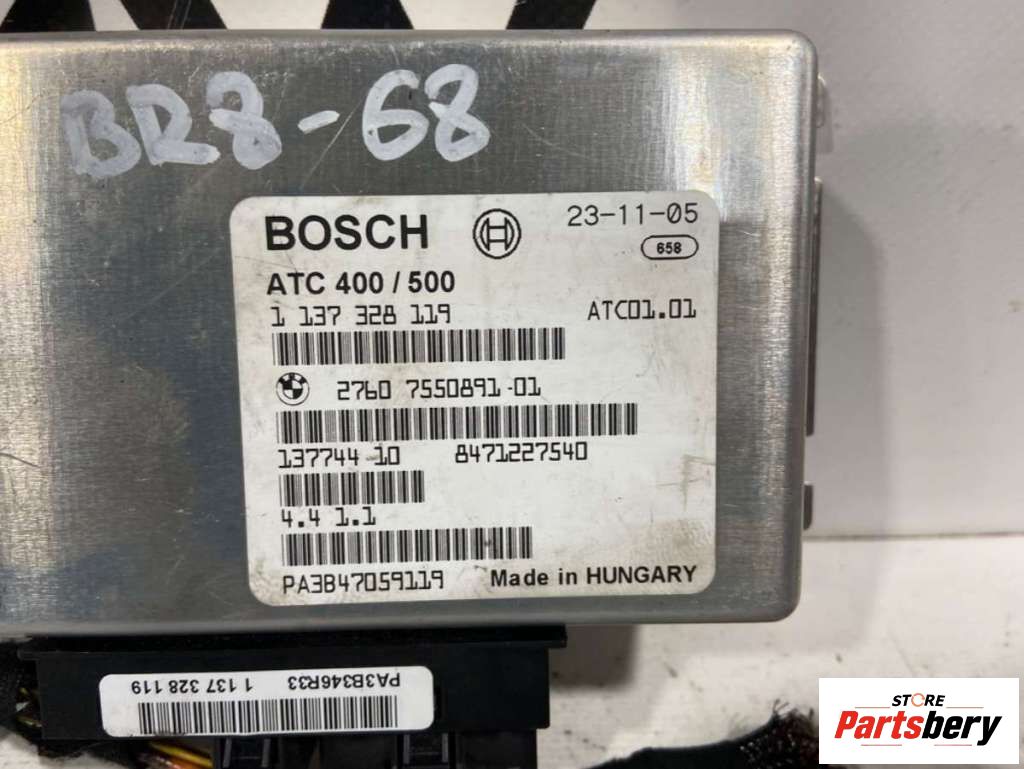 BR8-68
BOSCH 23-11-05
658
ATC 400 / 500
1 137 328 119 ATC01.01
2760 7550891-01
137744 10 8471227540
4.4 1.1
PA3B47059119 Made in HUNGARY
PA3B346R33
1 137 328 119
STORE
Partsbery